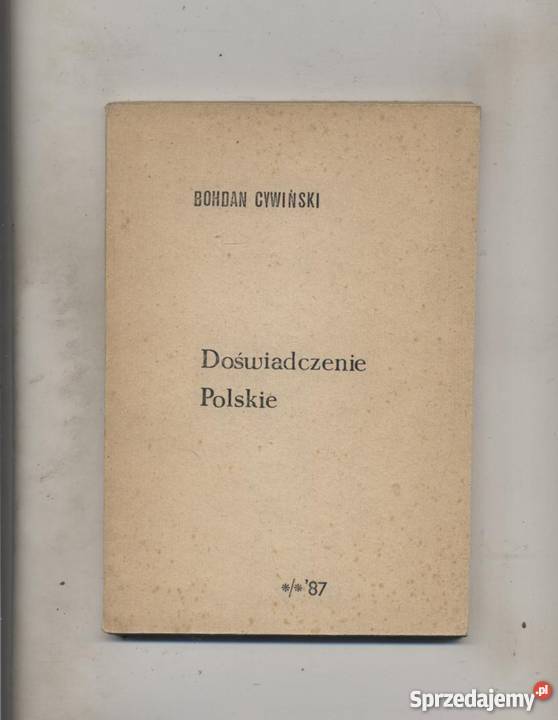 BOHDAN CYWIŃSKI
Doświadczenie
Polskie
*/* '87
Sprzedajemy.pl